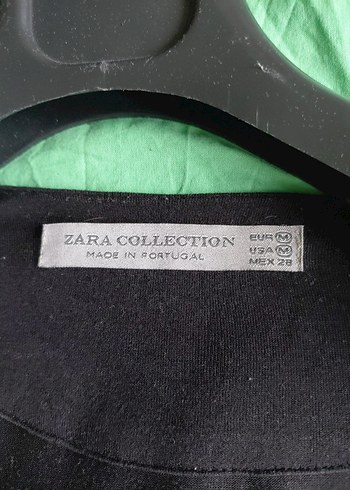 ZARA COLLECTION
MADE IN PORTUGAL
EUR M
USA M
MEX 28